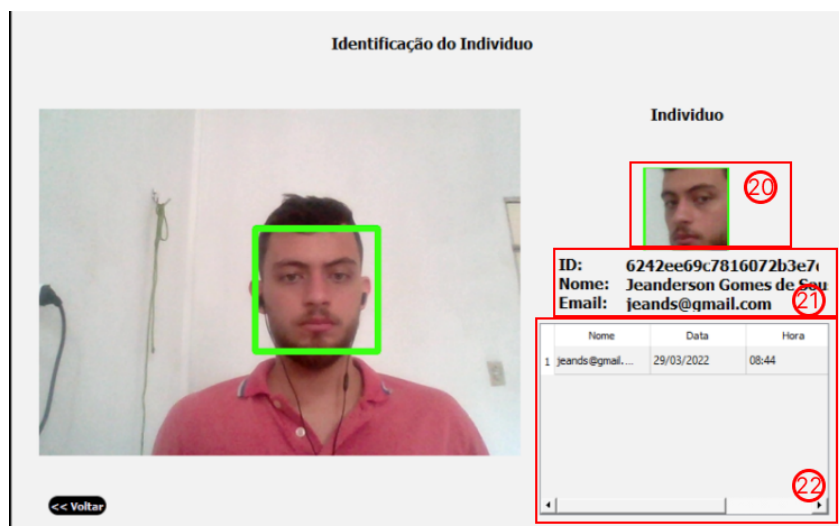 Identificação do Individuo
Individuo
20
ID: 6242ee69c7816072b3e7
Nome: Jeanderson Gomes de Sou
Email: jeands@gmail.com
21
Nome Data Hora
1 jeands@gmail.... 29/03/2022 08:44
22
<< Voltar